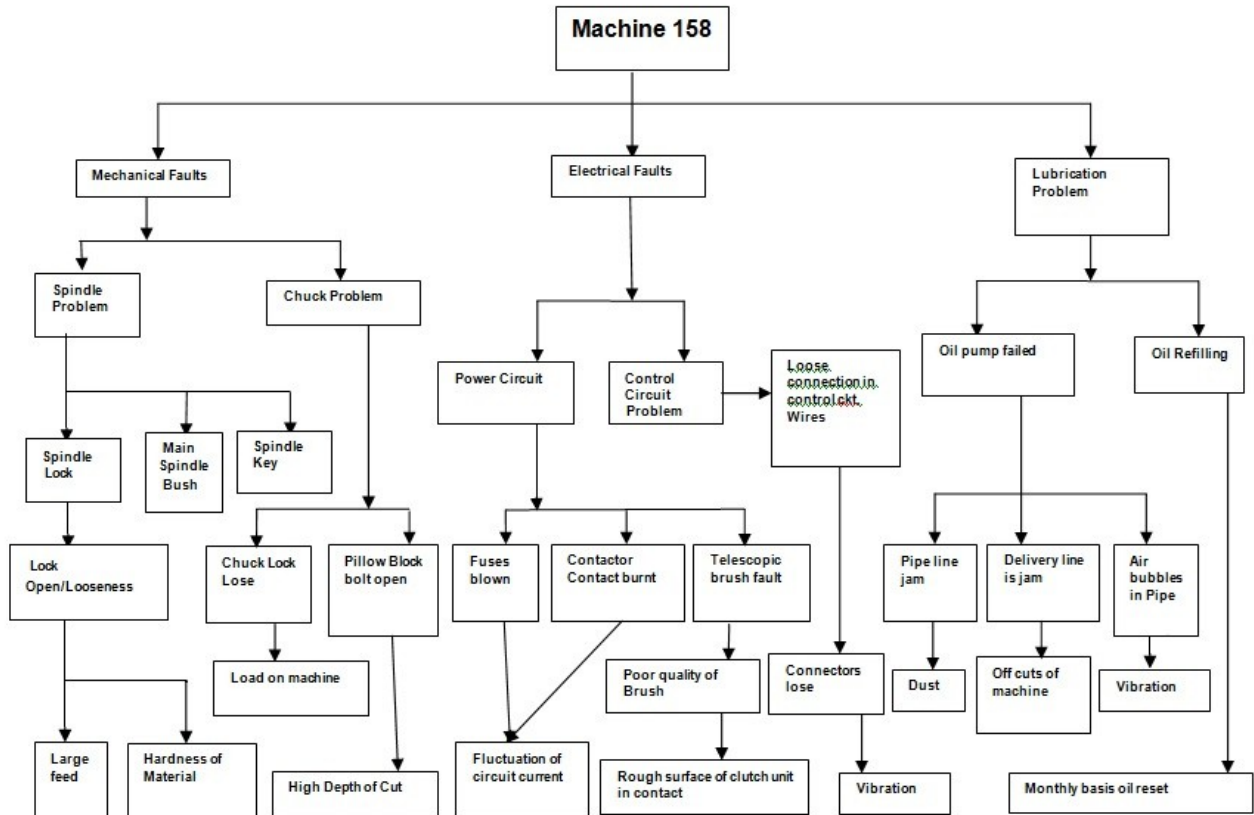 Machine 158
Mechanical Faults
Electrical Faults
Lubrication
Problem
Spindle
Problem
Chuck Problem
Power Circuit
Control
Circuit
Problem
Loose
connection in
control ckt.
Wires
Oil pump failed
Oil Refilling
Spindle
Lock
Main
Spindle
Bush
Spindle
Key
Lock
Open/Looseness
Chuck Lock
Lose
Pillow Block
bolt open
Fuses
blown
Contactor
Contact burnt
Telescopic
brush fault
Pipe line
jam
Delivery line
is jam
Air
bubbles
in Pipe
Load on machine
Poor quality of
Brush
Connectors
lose
Dust
Off cuts of
machine
Vibration
Large
feed
Hardness of
Material
High Depth of Cut
Fluctuation of
circuit current
Rough surface of clutch unit
in contact
Vibration
Monthly basis oil reset